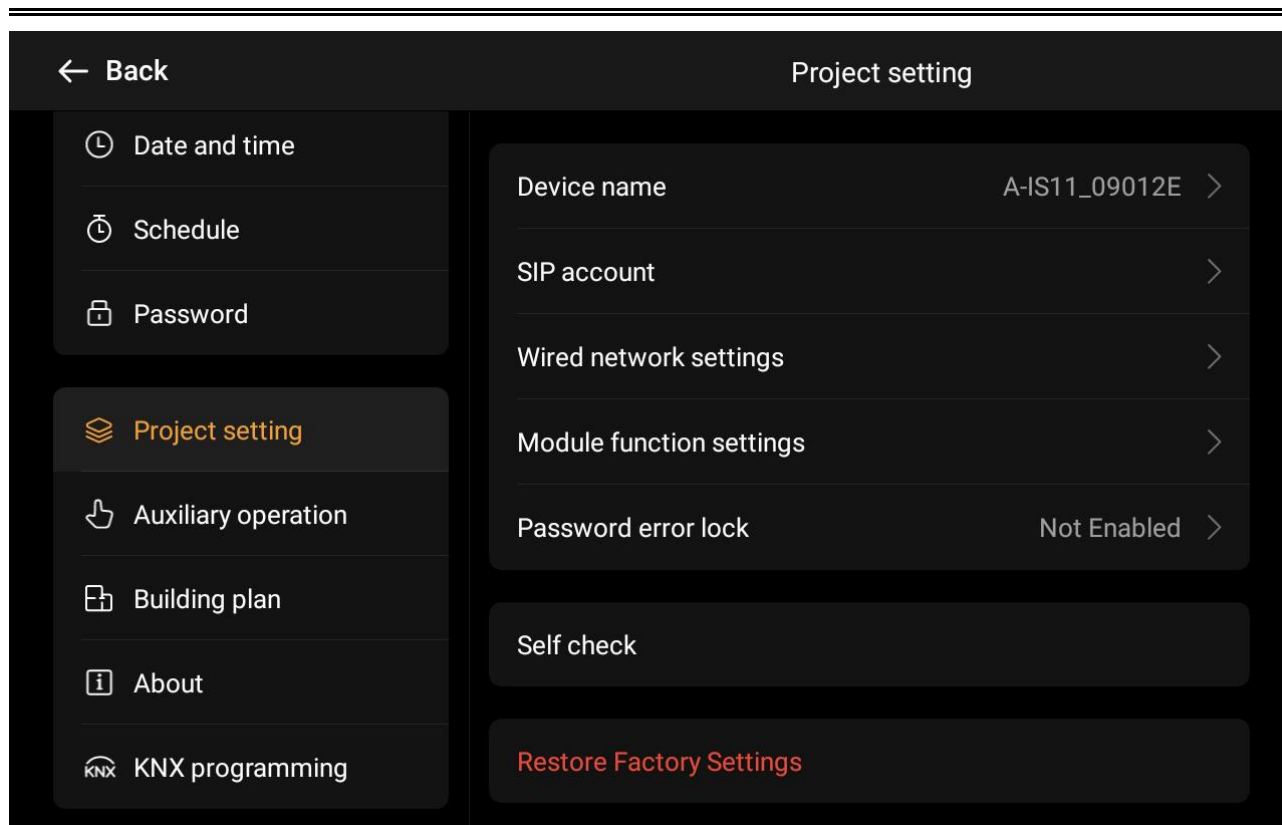 Back
Project setting
Date and time
Schedule
Password
Project setting
Auxiliary operation
Building plan
About
KNX programming
Device name A-IS11_09012E
SIP account
Wired network settings
Module function settings
Password error lock Not Enabled
Self check
Restore Factory Settings